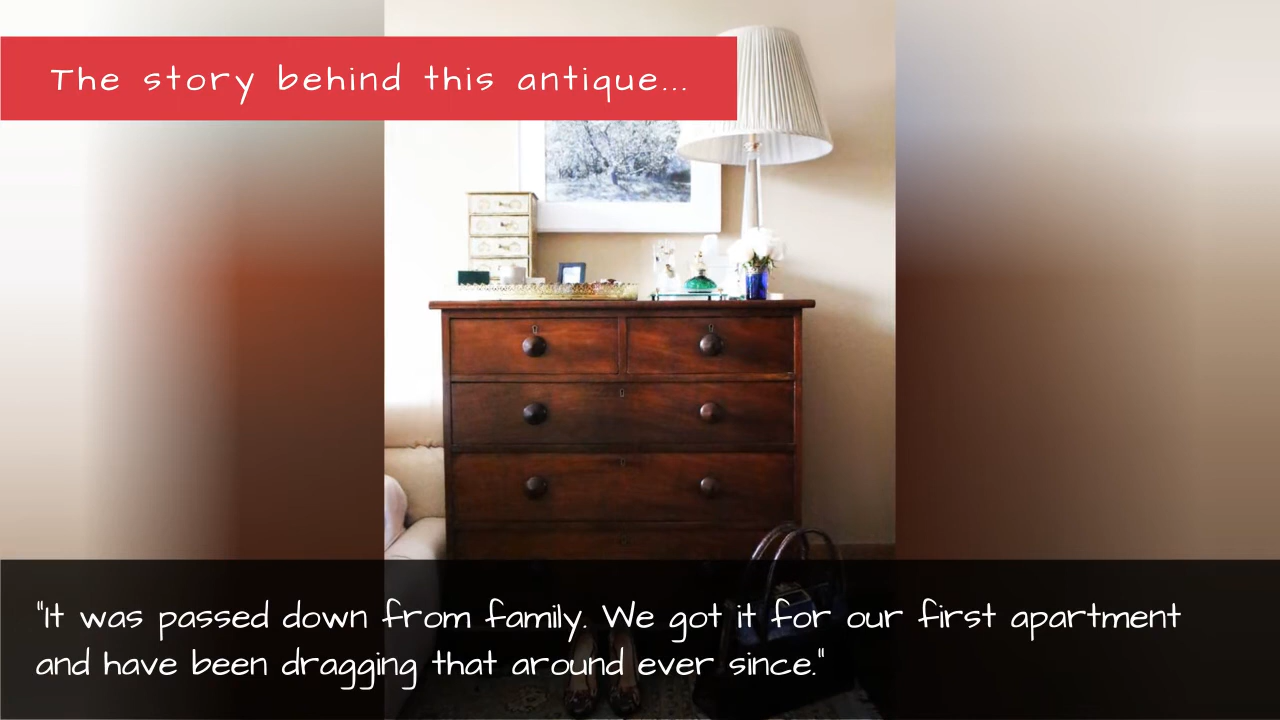 The story behind this antique...
"It was passed down from family. We got it for our first apartment
and have been dragging that around ever since."